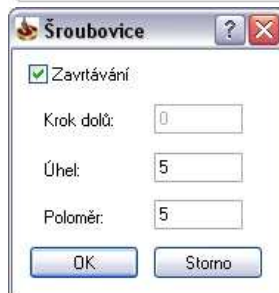 Šroubovice
Zavrtávání
Krok dolů: 0
Úhel: 5
Poloměr: 5
OK Storno